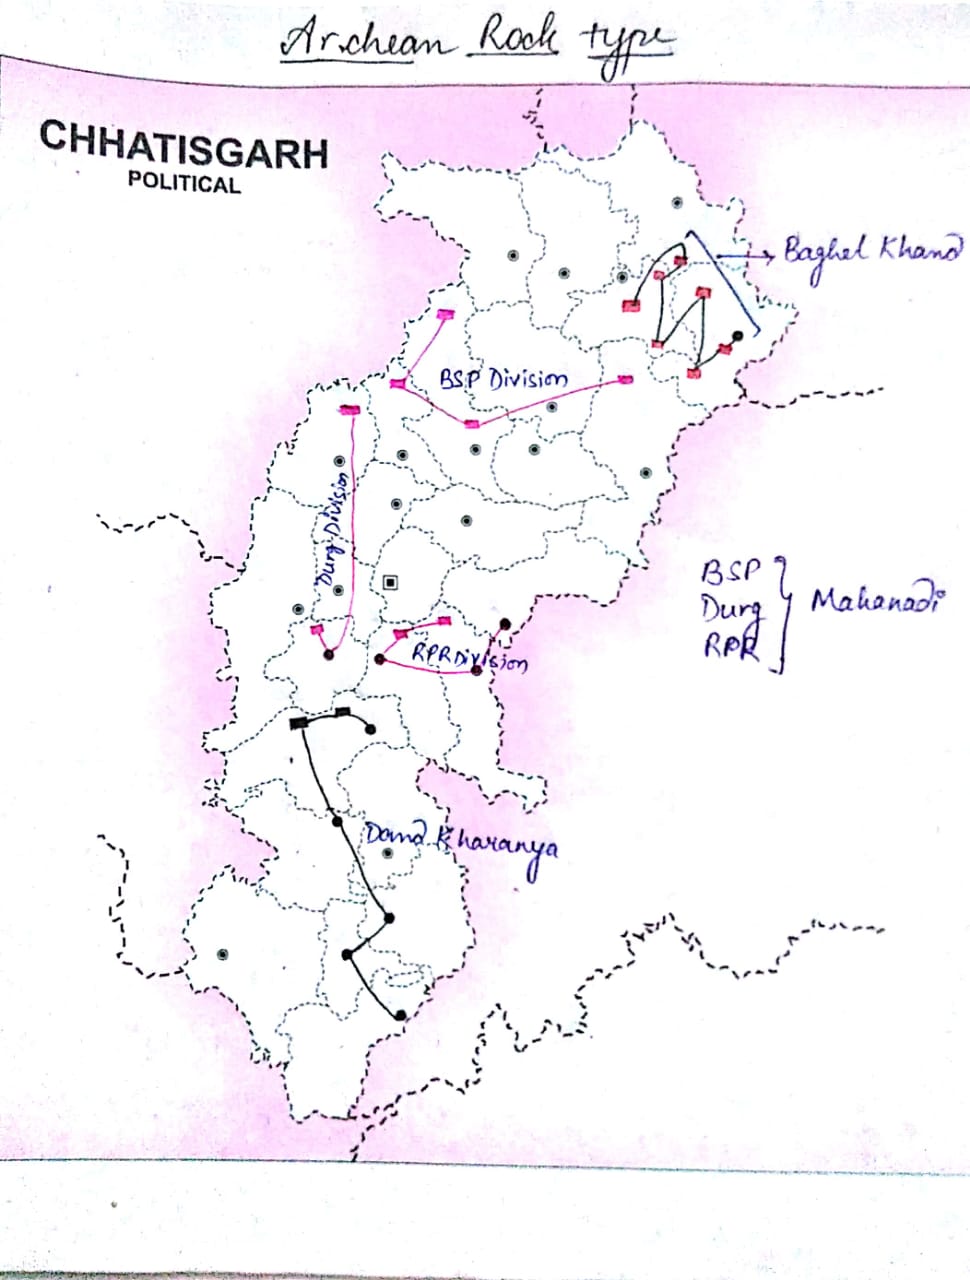 Archean Rock type
CHHATISGARH
POLITICAL
Baghel Khand
BSP Division
Durg Division
BSP
Durg
RPR
Mahanadi
RPR Division
Dand Kharanya